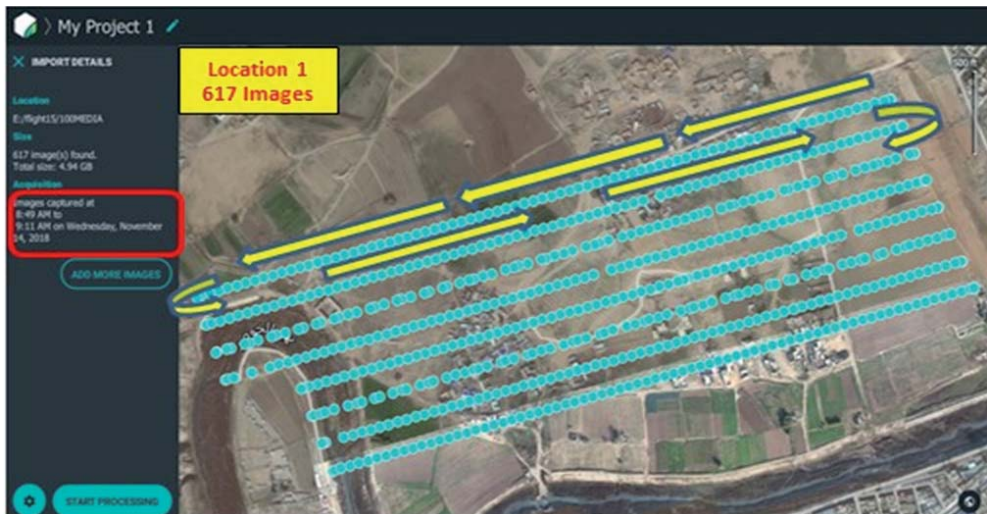 My Project 1
IMPORT DETAILS
Location
E:/flight15/100MEDIA
Size
617 image(s) found.
Total size: 4.94 GB
Acquisition
Images captured at
8:49 AM to
9:11 AM on Wednesday, November
14, 2018
ADD MORE IMAGES
START PROCESSING
Location 1
617 Images
500 ft